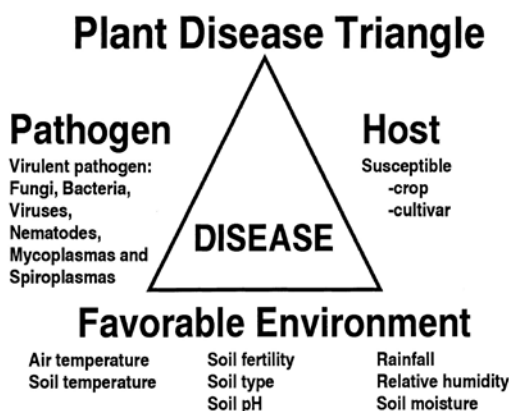 Plant Disease Triangle
Pathogen
Virulent pathogen:
Fungi, Bacteria,
Viruses,
Nematodes,
Mycoplasmas and
Spiroplasmas
Host
Susceptible
-crop
-cultivar
DISEASE
Favorable Environment
Air temperature
Soil temperature
Soil fertility
Soil type
Soil pH
Rainfall
Relative humidity
Soil moisture